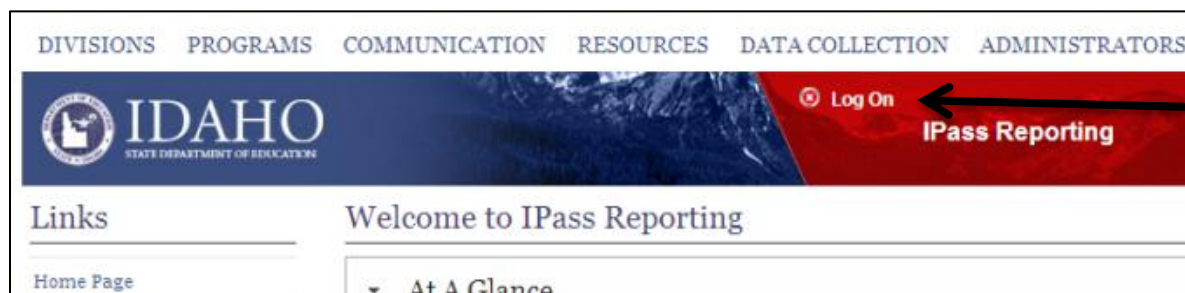 DIVISIONS PROGRAMS COMMUNICATION RESOURCES DATA COLLECTION ADMINISTRATORS
IDAHO
STATE DEPARTMENT OF EDUCATION
Log On
IPass Reporting
Links
Welcome to IPass Reporting
Home Page
At A Glance